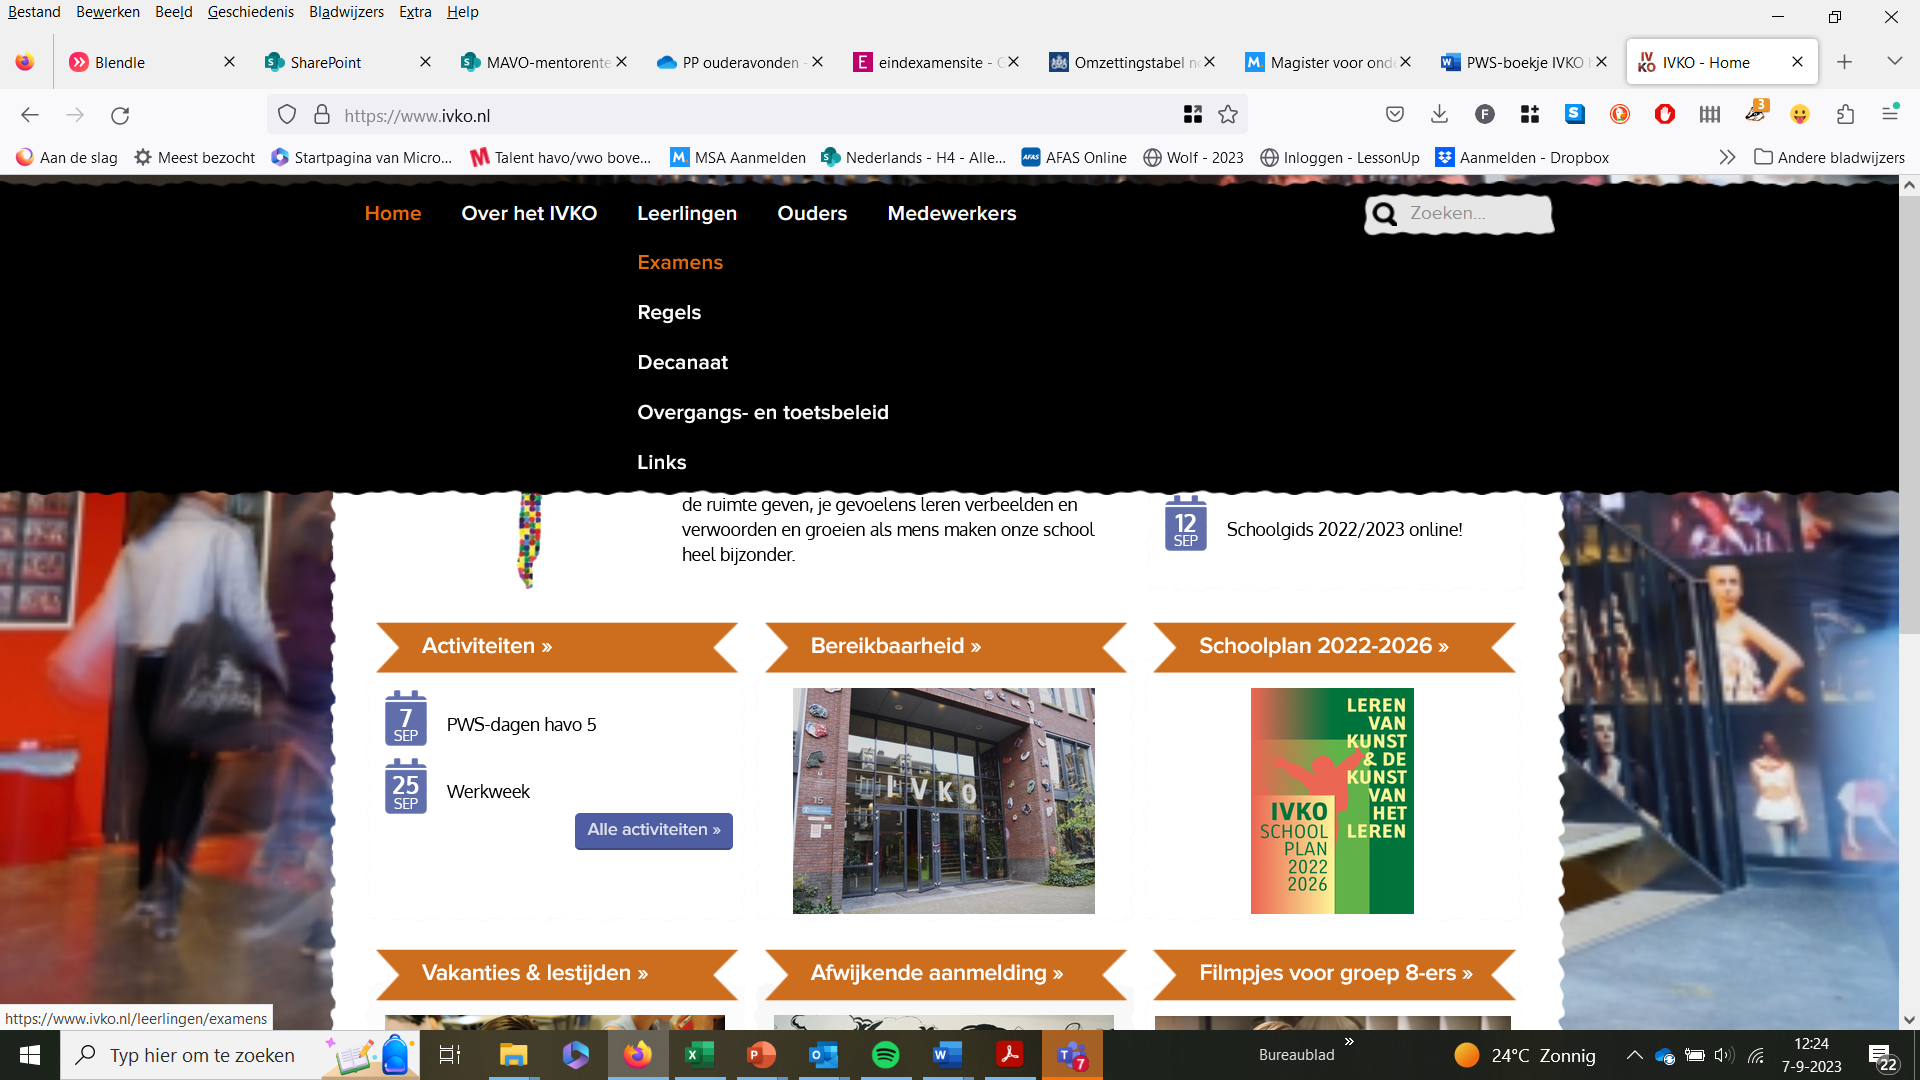 Bestand Bewerken Beeld Geschiedenis Bladwijzers Extra Help
Blendle SharePoint MAVO-mentorente PP ouderavonden - eindexamensite - G Omzettingstabel n Magister voor onde PWS-boekje IVKO IVKO - Home
https://www.ivko.nl
Aan de slag Meest bezocht Startpagina van Micro... Talent havo/vwo bove... MSA Aanmelden Nederlands - H4 - Alle... AFAS Online Wolf - 2023 Inloggen - LessonUp Aanmelden - Dropbox Andere bladwijzers
Home Over het IVKO Leerlingen Ouders Medewerkers Zoeken...
Examens
Regels
Decanaat
Overgangs- en toetsbeleid
Links
de ruimte geven, je gevoelens leren verbeelden en
verwoorden en groeien als mens maken onze school
heel bijzonder.
12
SEP
Schoolgids 2022/2023 online!
Activiteiten » Bereikbaarheid » Schoolplan 2022-2026 »
7
SEP
PWS-dagen havo 5
25
SEP
Werkweek
Alle activiteiten »
15
IVKO
LEREN
VAN
KUNST
& DE
KUNST
VAN
HET
LEREN
IVKO
SCHOOL
PLAN
2022
2026
Vakanties & lestijden » Afwijkende aanmelding » Filmpjes voor groep 8-ers »
https://www.ivko.nl/leerlingen/examens
Typ hier om te zoeken
Bureaublad
24°C Zonnig
12:24
7-9-2023
22